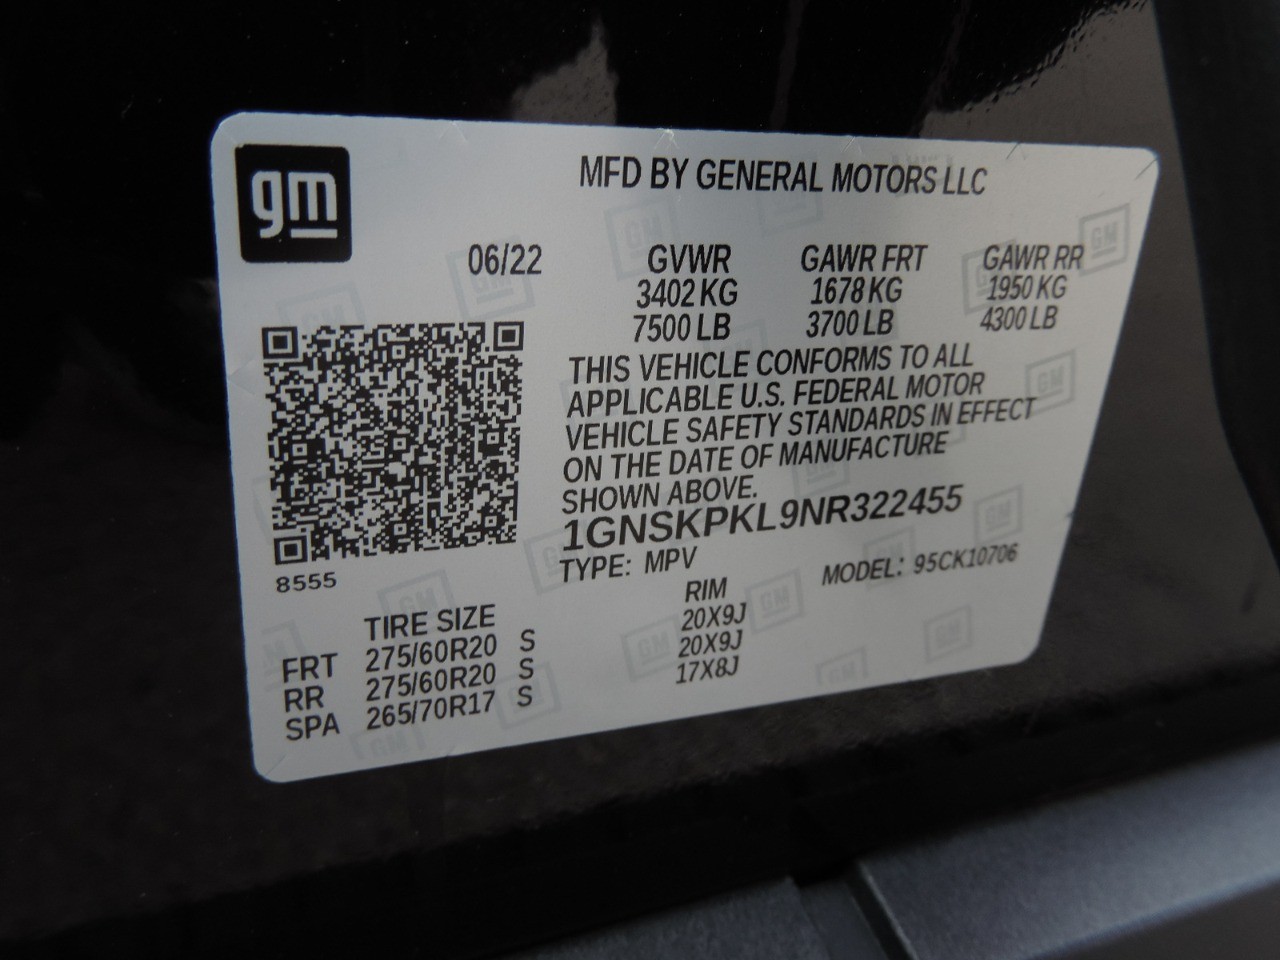 gm
MFD BY GENERAL MOTORS LLC
06/22 GVWR GAWR FRT GAWR RR
3402 KG 1678 KG 1950 KG
7500 LB 3700 LB 4300 LB
THIS VEHICLE CONFORMS TO ALL
APPLICABLE U.S. FEDERAL MOTOR
VEHICLE SAFETY STANDARDS IN EFFECT
ON THE DATE OF MANUFACTURE
SHOWN ABOVE.
1GNSKPKL9NR322455
TYPE: MPV MODEL: 95CK10706
8555
TIRE SIZE RIM
FRT 275/60R20 S 20X9J
RR 275/60R20 S 20X9J
SPA 265/70R17 S 17X8J